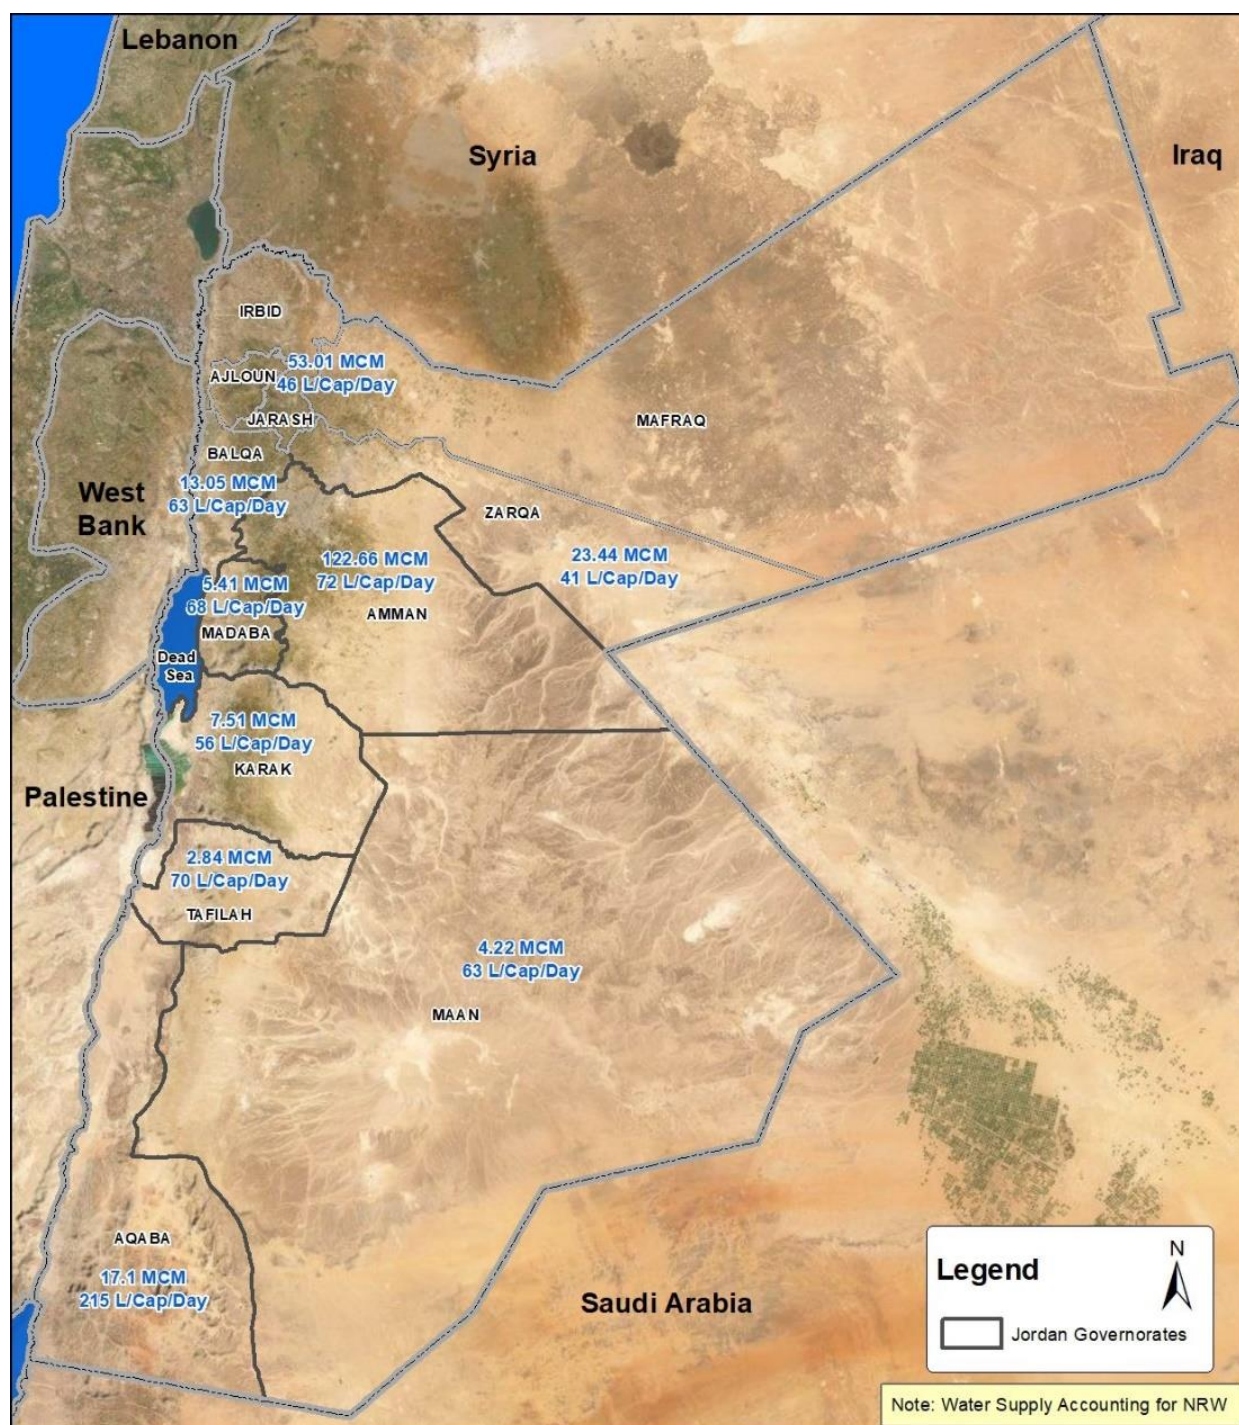 Lebanon
Syria
Iraq
IRBID
53.01 MCM
46 L/Cap/Day
AJLOUN
JARASH
MAFRAQ
BALQA
13.05 MCM
63 L/Cap/Day
West
Bank
ZARQA
23.44 MCM
41 L/Cap/Day
122.66 MCM
72 L/Cap/Day
AMMAN
5.41 MCM
68 L/Cap/Day
MADABA
Dead
Sea
7.51 MCM
56 L/Cap/Day
KARAK
Palestine
2.84 MCM
70 L/Cap/Day
TAFILAH
4.22 MCM
63 L/Cap/Day
MAAN
AQABA
17.1 MCM
215 L/Cap/Day
Saudi Arabia
Legend
N
Jordan Governorates
Note: Water Supply Accounting for NRW